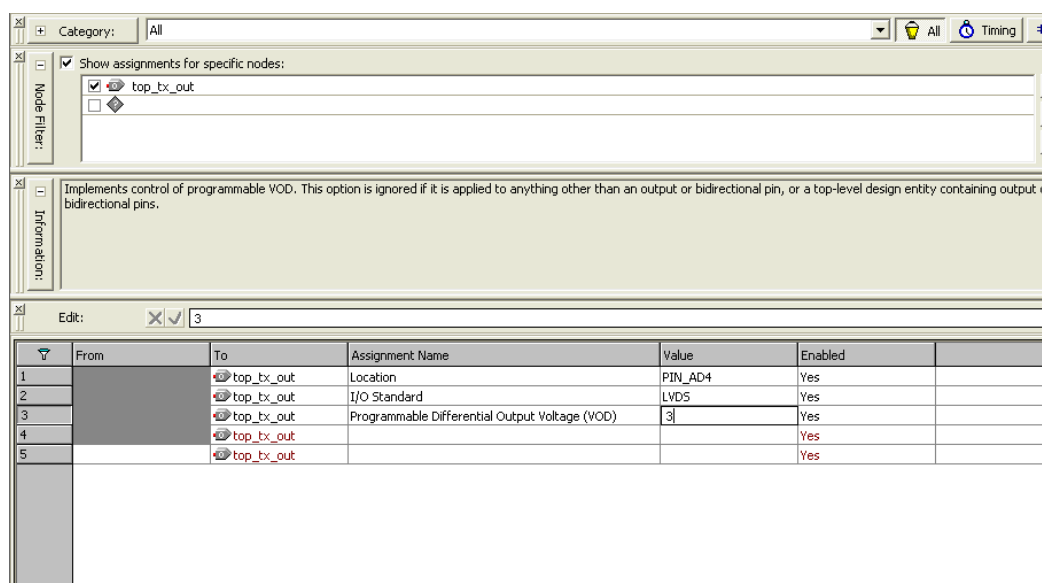 Category: All All Timing
Show assignments for specific nodes:
top_tx_out
Node Filter:
Implements control of programmable VOD. This option is ignored if it is applied to anything other than an output or bidirectional pin, or a top-level design entity containing output
bidirectional pins.
Information:
Edit: 3
From To Assignment Name Value Enabled
1 top_tx_out Location PIN_AD4 Yes
2 top_tx_out I/O Standard LVDS Yes
3 top_tx_out Programmable Differential Output Voltage (VOD) 3 Yes
4 top_tx_out Yes
5 top_tx_out Yes